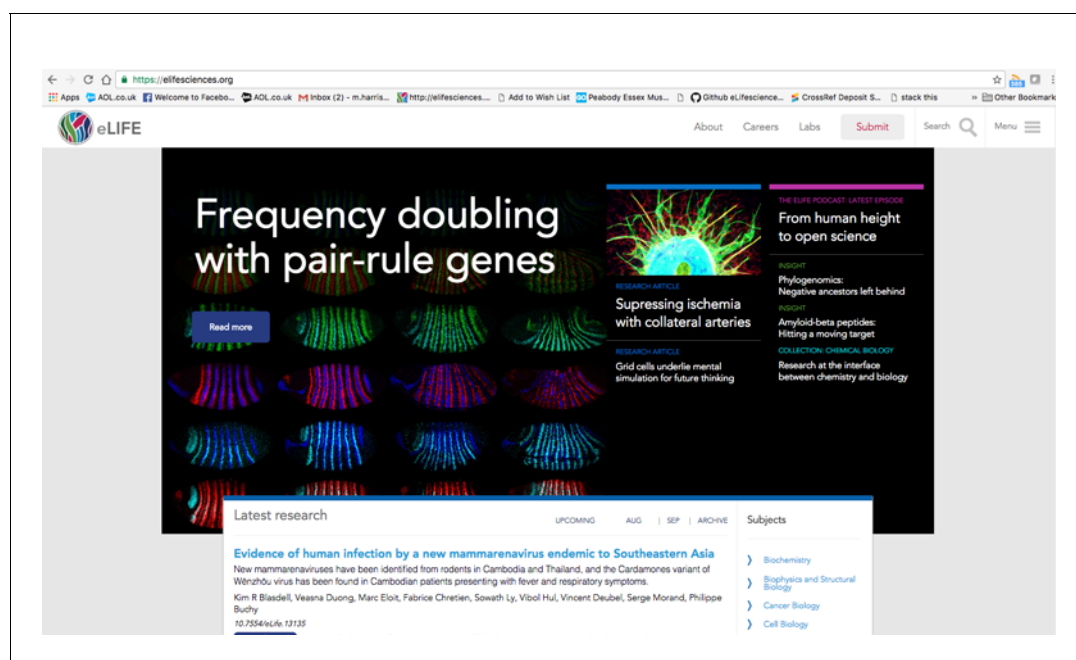 https://elifesciences.org
Apps AOL.co.uk Welcome to Facebo... AOL.co.uk Inbox (2) - m.harris... http://elifesciences.... Add to Wish List Peabody Essex Mus... Github eLifescience... CrossRef Deposit S... stack this » Other Bookmark
eLIFE
About Careers Labs Submit Search Menu
Frequency doubling
with pair-rule genes
Read more
RESEARCH ARTICLE
Supressing ischemia
with collateral arteries
RESEARCH ARTICLE
Grid cells underlie mental
simulation for future thinking
THE ELIFE PODCAST: LATEST EPISODE
From human height
to open science
INSIGHT
Phylogenomics:
Negative ancestors left behind
INSIGHT
Amyloid-beta peptides:
Hitting a moving target
COLLECTION: CHEMICAL BIOLOGY
Research at the interface
between chemistry and biology
Latest research
UPCOMING AUG | SEP | ARCHIVE
Evidence of human infection by a new mammarenavirus endemic to Southeastern Asia
New mammarenaviruses have been identified from rodents in Cambodia and Thailand, and the Cardamones variant of
Wēnzhōu virus has been found in Cambodian patients presenting with fever and respiratory symptoms.
Kim R Blasdell, Veasna Duong, Marc Eloit, Fabrice Chretien, Sowath Ly, Vibol Hul, Vincent Deubel, Serge Morand, Philippe
Buchy
10.7554/eLife.13135
Subjects
Biochemistry
Biophysics and Structural
Biology
Cancer Biology
Cell Biology